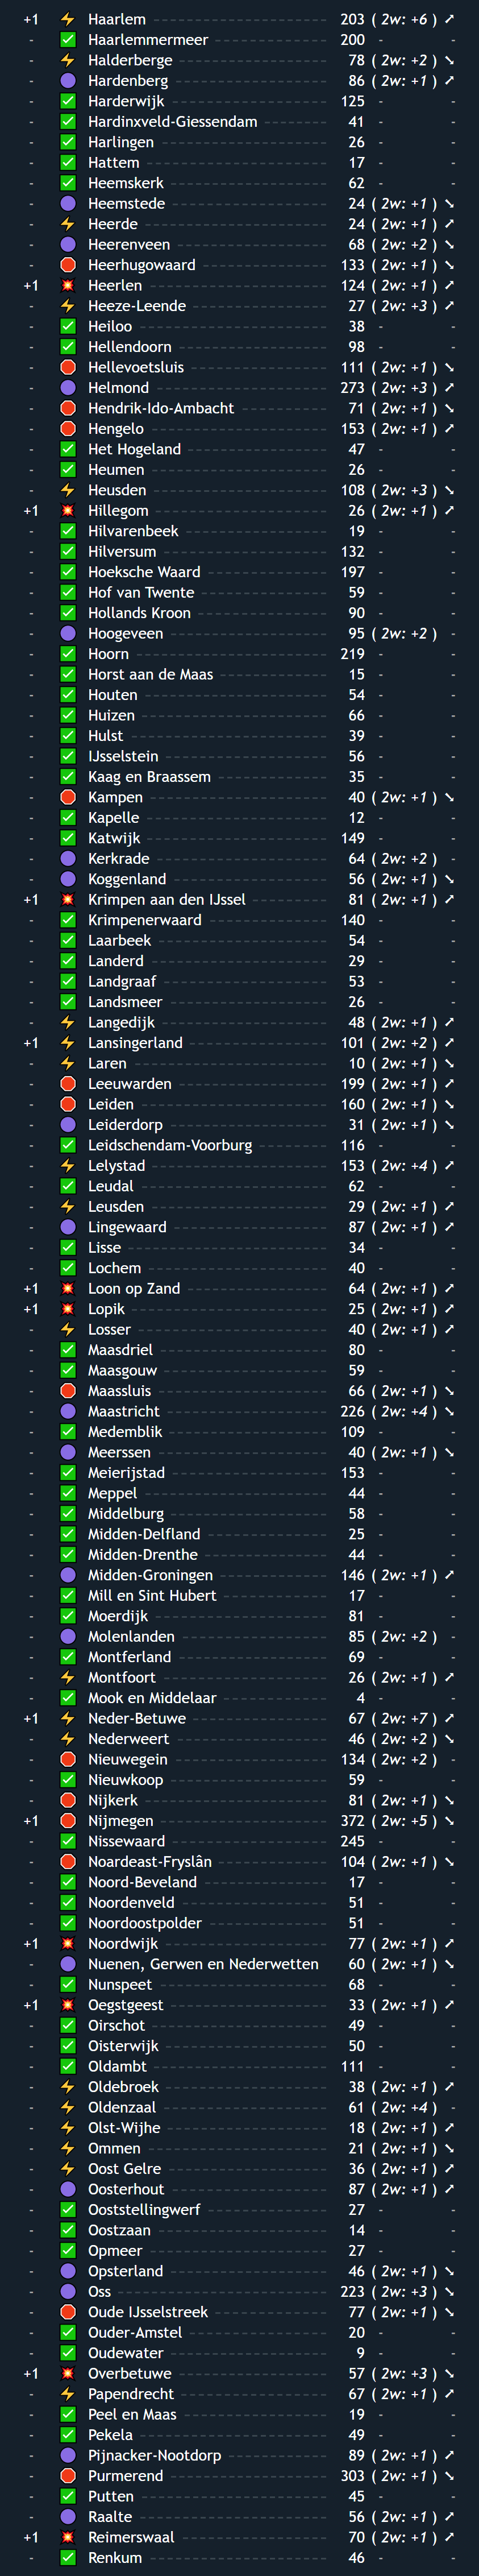 +1 ⚡ Haarlem 203 ( 2w: +6 ) ➚
- ✅ Haarlemmermeer 200 - -
- ⚡ Halderberge 78 ( 2w: +2 ) ➘
- 🟣 Hardenberg 86 ( 2w: +1 ) ➚
- ✅ Harderwijk 125 - -
- ✅ Hardinxveld-Giessendam 41 - -
- ✅ Harlingen 26 - -
- ✅ Hattem 17 - -
- ✅ Heemskerk 62 - -
- 🟣 Heemstede 24 ( 2w: +1 ) ➘
- ⚡ Heerde 24 ( 2w: +1 ) ➚
- 🟣 Heerenveen 68 ( 2w: +2 ) ➘
- 🛑 Heerhugowaard 133 ( 2w: +1 ) ➘
+1 💥 Heerlen 124 ( 2w: +1 ) ➚
- ⚡ Heeze-Leende 27 ( 2w: +3 ) ➚
- ✅ Heiloo 38 - -
- ✅ Hellendoorn 98 - -
- 🛑 Hellevoetsluis 111 ( 2w: +1 ) ➘
- 🟣 Helmond 273 ( 2w: +3 ) ➚
- 🛑 Hendrik-Ido-Ambacht 71 ( 2w: +1 ) ➘
- 🛑 Hengelo 153 ( 2w: +1 ) ➚
- ✅ Het Hogeland 47 - -
- ✅ Heumen 26 - -
- ⚡ Heusden 108 ( 2w: +3 ) ➘
+1 💥 Hillegom 26 ( 2w: +1 ) ➚
- ✅ Hilvarenbeek 19 - -
- ✅ Hilversum 132 - -
- ✅ Hoeksche Waard 197 - -
- ✅ Hof van Twente 59 - -
- ✅ Hollands Kroon 90 - -
- 🟣 Hoogeveen 95 ( 2w: +2 ) -
- ✅ Hoorn 219 - -
- ✅ Horst aan de Maas 15 - -
- ✅ Houten 54 - -
- ✅ Huizen 66 - -
- ✅ Hulst 39 - -
- ✅ IJsselstein 56 - -
- ✅ Kaag en Braassem 35 - -
- 🛑 Kampen 40 ( 2w: +1 ) ➘
- ✅ Kapelle 12 - -
- ✅ Katwijk 149 - -
- 🟣 Kerkrade 64 ( 2w: +2 ) -
- 🟣 Koggenland 56 ( 2w: +1 ) ➘
+1 💥 Krimpen aan den IJssel 81 ( 2w: +1 ) ➚
- ✅ Krimpenerwaard 140 - -
- ✅ Laarbeek 54 - -
- ✅ Landerd 29 - -
- ✅ Landgraaf 53 - -
- ✅ Landsmeer 26 - -
- ⚡ Langedijk 48 ( 2w: +1 ) ➚
+1 ⚡ Lansingerland 101 ( 2w: +2 ) ➚
- ⚡ Laren 10 ( 2w: +1 ) ➘
- 🛑 Leeuwarden 199 ( 2w: +1 ) ➚
- 🛑 Leiden 160 ( 2w: +1 ) ➘
- 🟣 Leiderdorp 31 ( 2w: +1 ) ➘
- ✅ Leidschendam-Voorburg 116 - -
- ⚡ Lelystad 153 ( 2w: +4 ) ➚
- ✅ Leudal 62 - -
- ⚡ Leusden 29 ( 2w: +1 ) ➚
- 🟣 Lingewaard 87 ( 2w: +1 ) ➚
- ✅ Lisse 34 - -
- ✅ Lochem 40 - -
+1 💥 Loon op Zand 64 ( 2w: +1 ) ➚
+1 💥 Lopik 25 ( 2w: +1 ) ➚
- ⚡ Losser 40 ( 2w: +1 ) ➚
- ✅ Maasdriel 80 - -
- ✅ Maasgouw 59 - -
- 🛑 Maassluis 66 ( 2w: +1 ) ➘
- 🟣 Maastricht 226 ( 2w: +4 ) ➘
- ✅ Medemblik 109 - -
- 🟣 Meerssen 40 ( 2w: +1 ) ➘
- ✅ Meierijstad 153 - -
- ✅ Meppel 44 - -
- ✅ Middelburg 58 - -
- ✅ Midden-Delfland 25 - -
- ✅ Midden-Drenthe 44 - -
- 🟣 Midden-Groningen 146 ( 2w: +1 ) ➚
- ✅ Mill en Sint Hubert 17 - -
- ✅ Moerdijk 81 - -
- 🟣 Molenlanden 85 ( 2w: +2 ) -
- ✅ Montferland 69 - -
- ⚡ Montfoort 26 ( 2w: +1 ) ➚
- ✅ Mook en Middelaar 4 - -
+1 ⚡ Neder-Betuwe 67 ( 2w: +7 ) ➚
- ⚡ Nederweert 46 ( 2w: +2 ) ➘
- 🛑 Nieuwegein 134 ( 2w: +2 ) -
- ✅ Nieuwkoop 59 - -
- 🛑 Nijkerk 81 ( 2w: +1 ) ➘
+1 🛑 Nijmegen 372 ( 2w: +5 ) ➘
- ✅ Nissewaard 245 - -
- 🛑 Noardeast-Fryslân 104 ( 2w: +1 ) ➘
- ✅ Noord-Beveland 17 - -
- ✅ Noordenveld 51 - -
- ✅ Noordoostpolder 51 - -
+1 💥 Noordwijk 77 ( 2w: +1 ) ➚
- 🟣 Nuenen, Gerwen en Nederwetten 60 ( 2w: +1 ) ➘
- ✅ Nunspeet 68 - -
+1 💥 Oegstgeest 33 ( 2w: +1 ) ➚
- ✅ Oirschot 49 - -
- ✅ Oisterwijk 50 - -
- ✅ Oldambt 111 - -
- ⚡ Oldebroek 38 ( 2w: +1 ) ➚
- ⚡ Oldenzaal 61 ( 2w: +4 ) -
- ⚡ Olst-Wijhe 18 ( 2w: +1 ) ➚
- ⚡ Ommen 21 ( 2w: +1 ) ➘
- ⚡ Oost Gelre 36 ( 2w: +1 ) ➚
- 🟣 Oosterhout 87 ( 2w: +1 ) ➚
- ✅ Ooststellingwerf 27 - -
- ✅ Oostzaan 14 - -
- ✅ Opmeer 27 - -
- 🟣 Opsterland 46 ( 2w: +1 ) ➘
- 🟣 Oss 223 ( 2w: +3 ) ➘
- 🛑 Oude IJsselstreek 77 ( 2w: +1 ) ➘
- ✅ Ouder-Amstel 20 - -
- ✅ Oudewater 9 - -
+1 💥 Overbetuwe 57 ( 2w: +3 ) ➘
- ⚡ Papendrecht 67 ( 2w: +1 ) ➚
- ✅ Peel en Maas 19 - -
- ✅ Pekela 49 - -
- 🟣 Pijnacker-Nootdorp 89 ( 2w: +1 ) ➚
- 🛑 Purmerend 303 ( 2w: +1 ) ➘
- ✅ Putten 45 - -
- 🟣 Raalte 56 ( 2w: +1 ) ➚
+1 💥 Reimerswaal 70 ( 2w: +1 ) ➚
- ✅ Renkum 46 - -